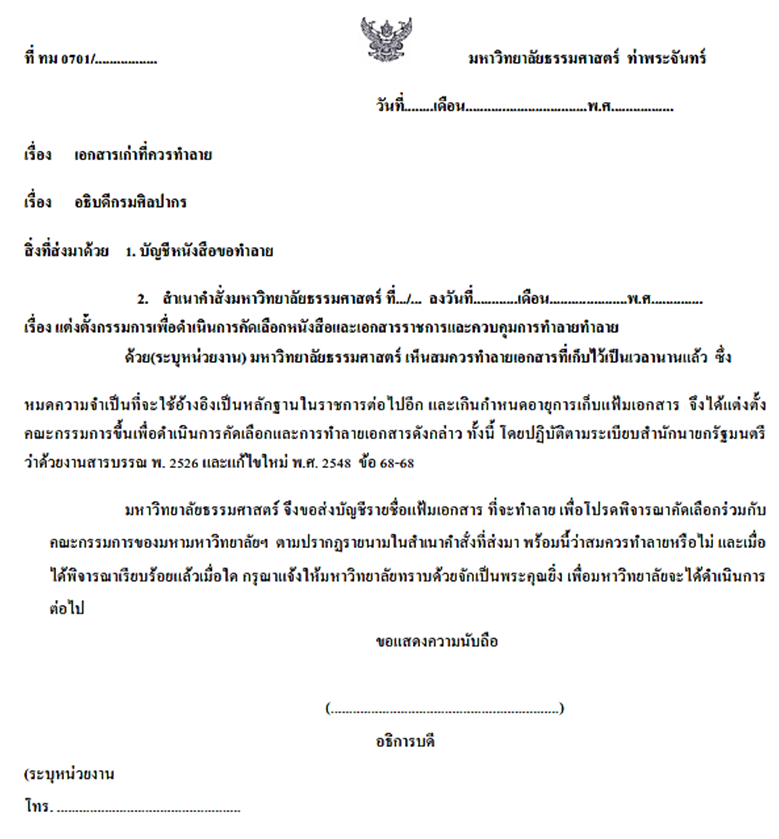 ที่ ทม 0701/................. มหาวิทยาลัยธรรมศาสตร์ ท่าพระจันทร์
วันที่........เดือน.................................พ.ศ.................
เรื่อง เอกสารเก่าที่ควรทำลาย
เรื่อง อธิบดีกรมศิลปากร
สิ่งที่ส่งมาด้วย 1. บัญชีหนังสือขอทำลาย
2. สำเนาคำสั่งมหาวิทยาลัยธรรมศาสตร์ ที่.../... ลงวันที่............เดือน.....................พ.ศ..............
เรื่อง แต่งตั้งกรรมการเพื่อดำเนินการคัดเลือกหนังสือและเอกสารราชการและควบคุมการทำลายทำลาย
ด้วย(ระบุหน่วยงาน) มหาวิทยาลัยธรรมศาสตร์ เห็นสมควรทำลายเอกสารที่เก็บไว้เป็นเวลานานแล้ว ซึ่ง
หมดความจำเป็นที่จะใช้อ้างอิงเป็นหลักฐานในราชการต่อไปอีก และเกินกำหนดอายุการเก็บแฟ้มเอกสาร จึงได้แต่งตั้ง
คณะกรรมการขึ้นเพื่อดำเนินการคัดเลือกและการทำลายเอกสารดังกล่าว ทั้งนี้ โดยปฏิบัติตามระเบียบสำนักนายกรัฐมนตรี
ว่าด้วยงานสารบรรณ พ. 2526 และแก้ไขใหม่ พ.ศ. 2548 ข้อ 68-68
มหาวิทยาลัยธรรมศาสตร์ จึงขอส่งบัญชีรายชื่อแฟ้มเอกสาร ที่จะทำลาย เพื่อโปรดพิจารณาคัดเลือกร่วมกับ
คณะกรรมการของมหามหาวิทยาลัยฯ ตามปรากฏรายนามในสำเนาคำสั่งที่ส่งมา พร้อมนี้ว่าสมควรทำลายหรือไม่ และเมื่อ
ได้พิจารณาเรียบร้อยแล้วเมื่อใด กรุณาแจ้งให้มหาวิทยาลัยทราบด้วยจักเป็นพระคุณยิ่ง เพื่อมหาวิทยาลัยจะได้ดำเนินการ
ต่อไป
ขอแสดงความนับถือ
(..............................................................)
อธิการบดี
(ระบุหน่วยงาน
โทร. ..................................................